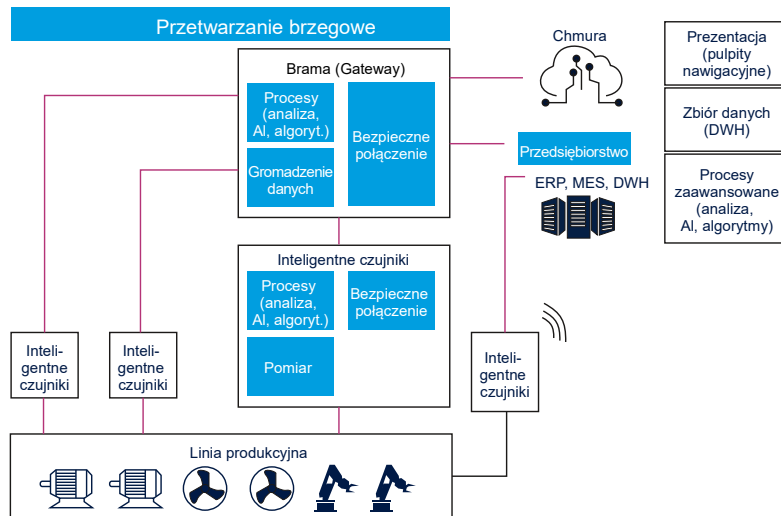 Przetwarzanie brzegowe
Brama (Gateway)
Procesy
(analiza,
AI, algoryt.)
Gromadzenie
danych
Bezpieczne
połączenie
Chmura
Przedsiębiorstwo
ERP, MES, DWH
Prezentacja
(pulpity
nawigacyjne)
Zbiór danych
(DWH)
Procesy
zaawansowane
(analiza,
AI, algorytmy)
Inteligentne czujniki
Procesy
(analiza,
AI, algoryt.)
Bezpieczne
połączenie
Pomiar
Inteli-
gentne
czujniki
Inteli-
gentne
czujniki
Inteli-
gentne
czujniki
Linia produkcyjna